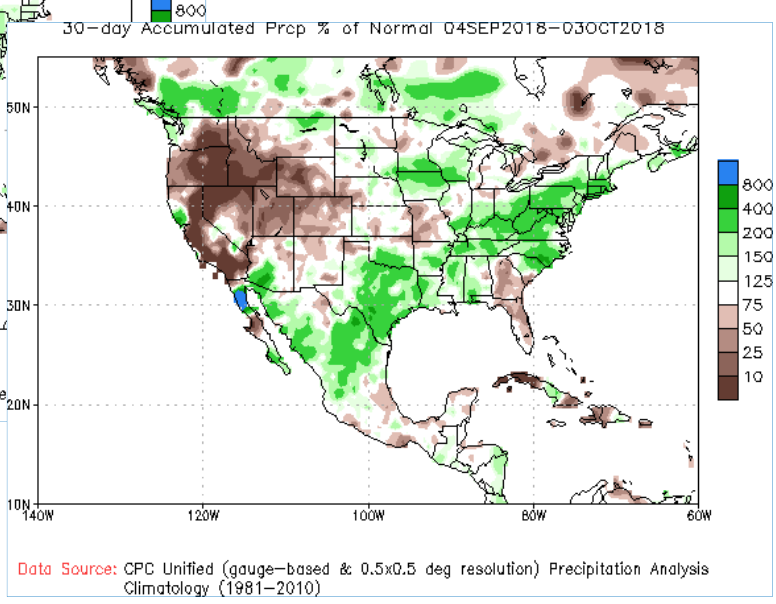 800
30-day Accumulated Prcp % of Normal 04SEP2018-03OCT2018
50N
40N
30N
20N
10N
140W
120W
100W
80W
60W
800
400
200
150
125
75
50
25
10
Data Source: CPC Unified (gauge-based & 0.5x0.5 deg resolution) Precipitation Analysis
Climatology (1981-2010)